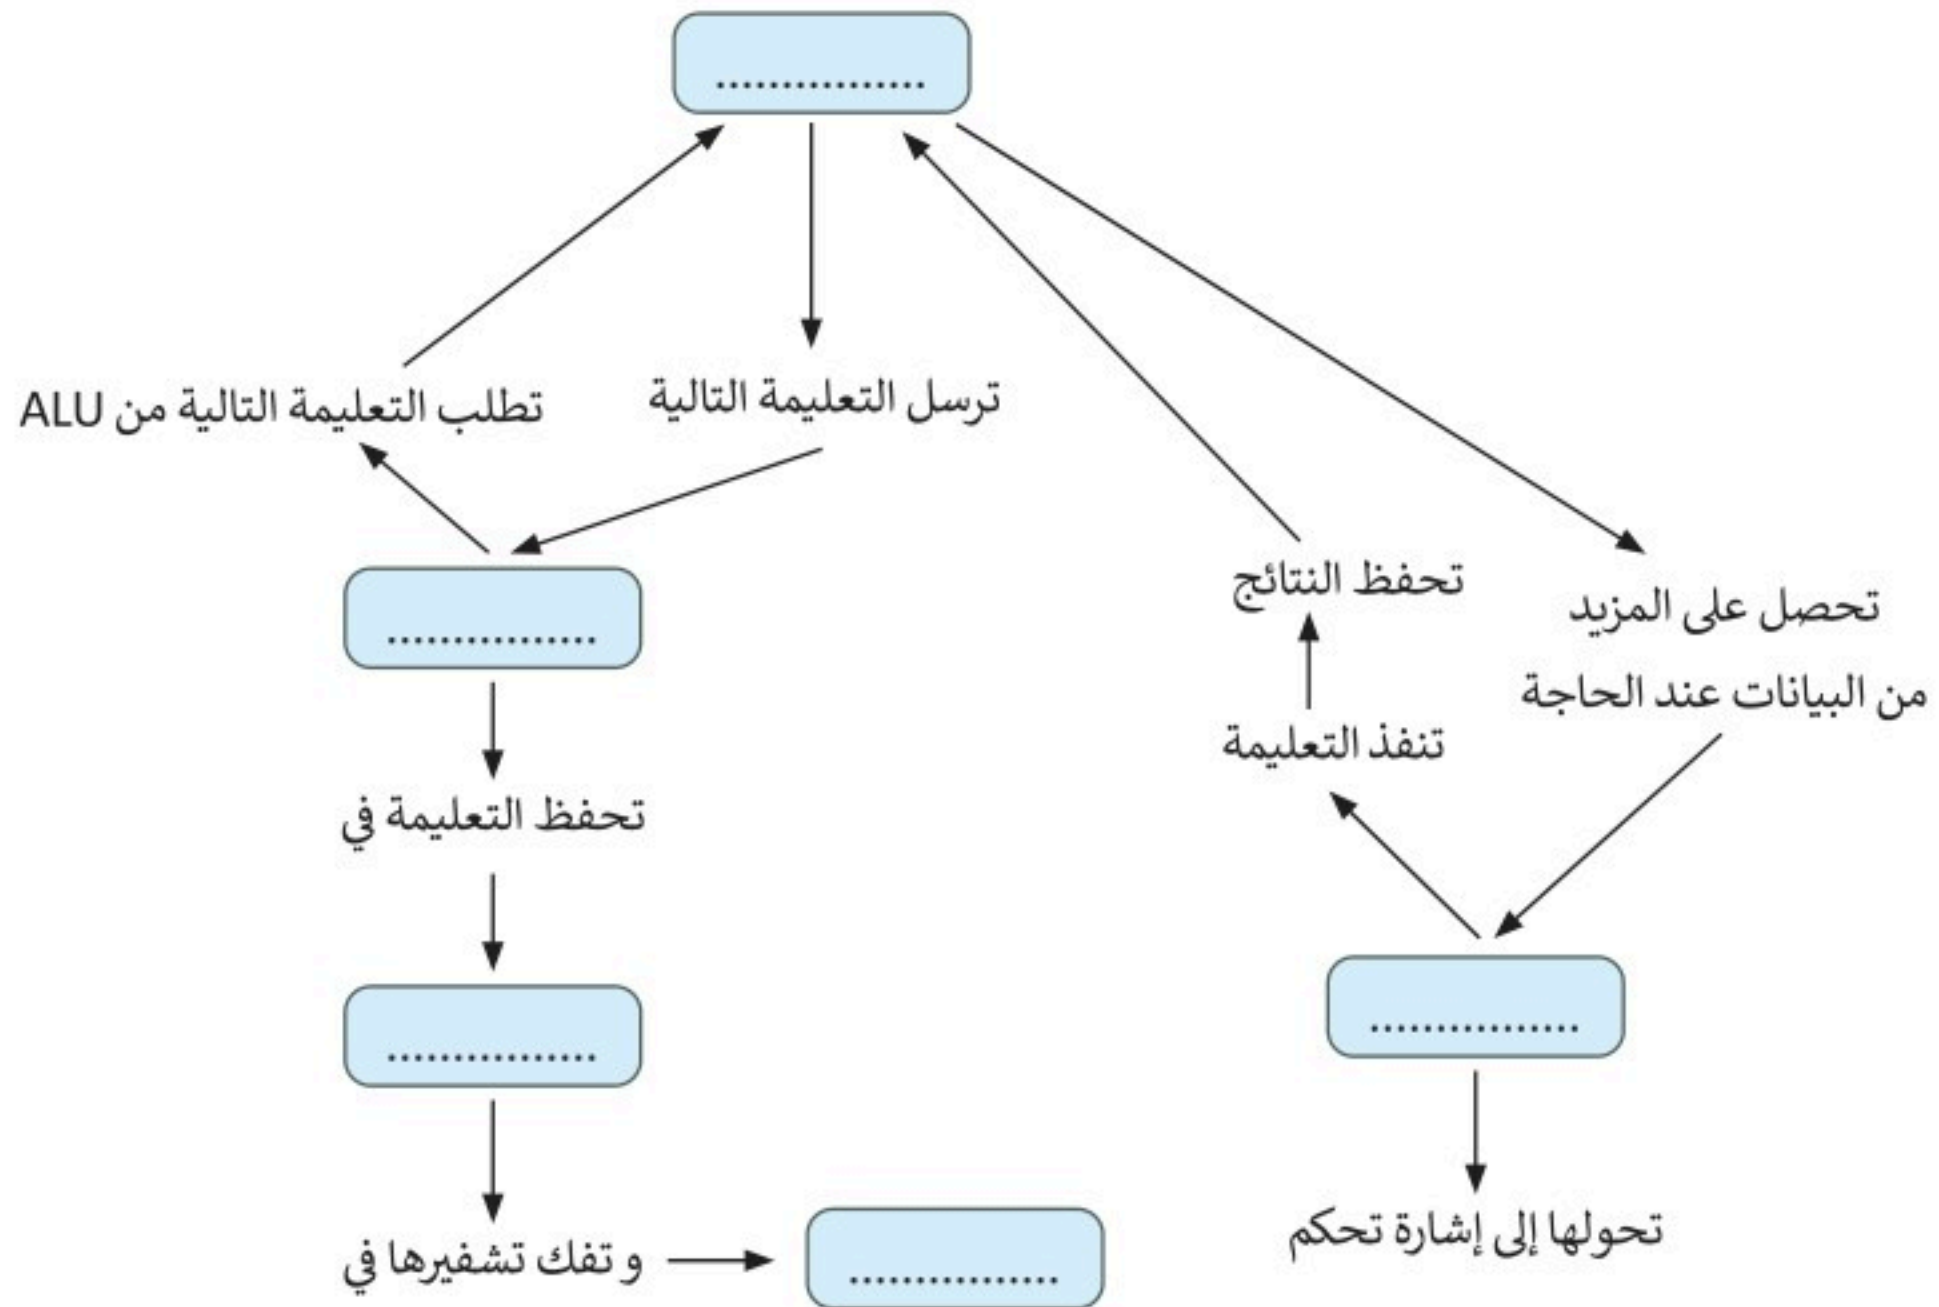 ................
ترسل التعليمة التالية
تطلب التعليمة التالية من ALU
تحفظ النتائج
تحصل على المزيد
من البيانات عند الحاجة
................
تنفذ التعليمة
تحفظ التعليمة في
................
................
تحولها إلى إشارة تحكم
و تفك تشفيرها في
................